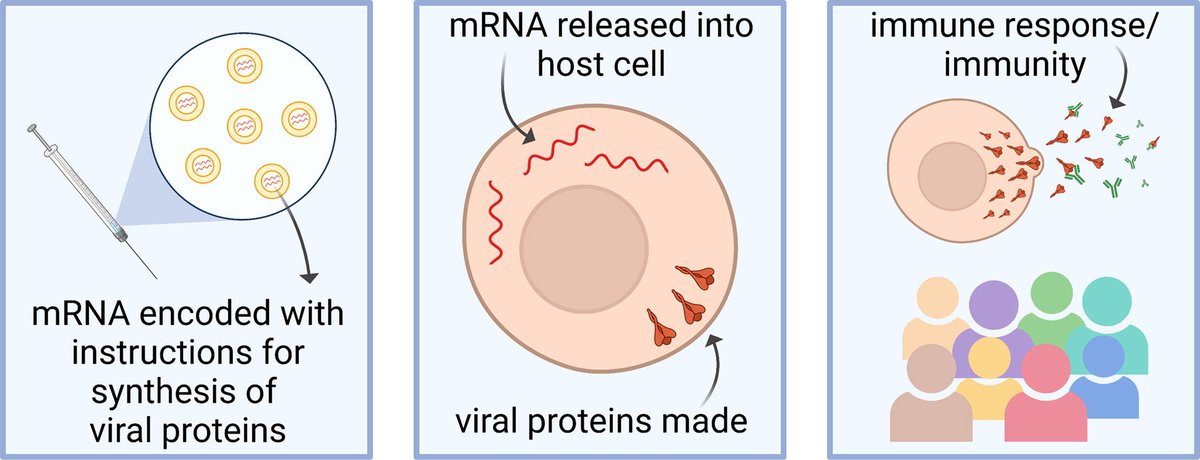 mRNA encoded with
instructions for
synthesis of
viral proteins
mRNA released into
host cell
viral proteins made
immune response/
immunity